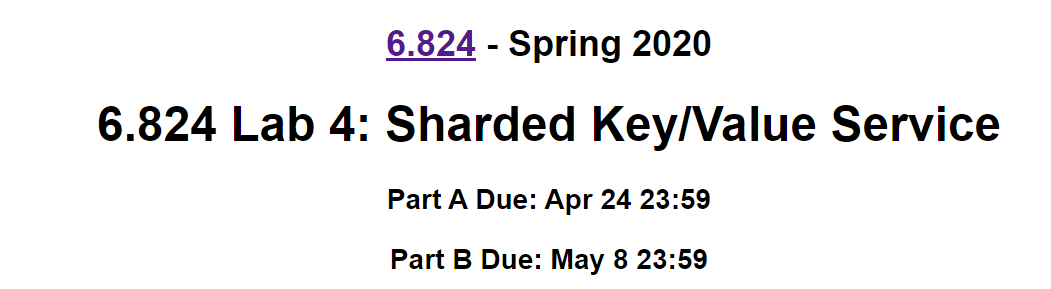 6.824 - Spring 2020
6.824 Lab 4: Sharded Key/Value Service
Part A Due: Apr 24 23:59
Part B Due: May 8 23:59